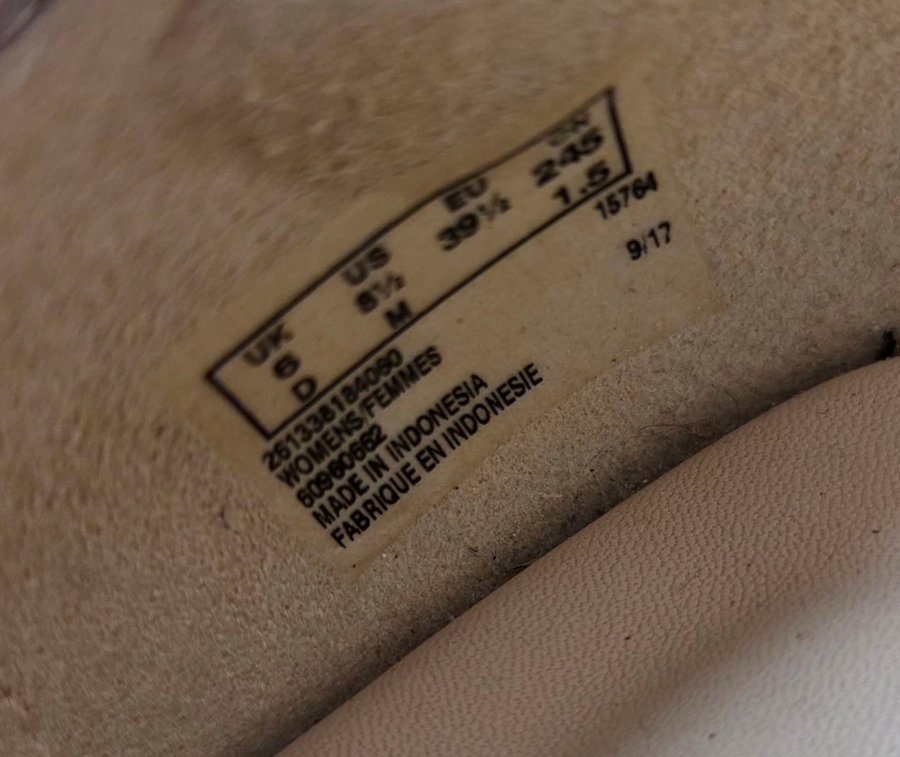 UK US EU CN
6 8½ 39½ 245
D M 1.5
15764
9/17
261338184060
WOMENS/FEMMES
60960662
MADE IN INDONESIA
FABRIQUE EN INDONESIE